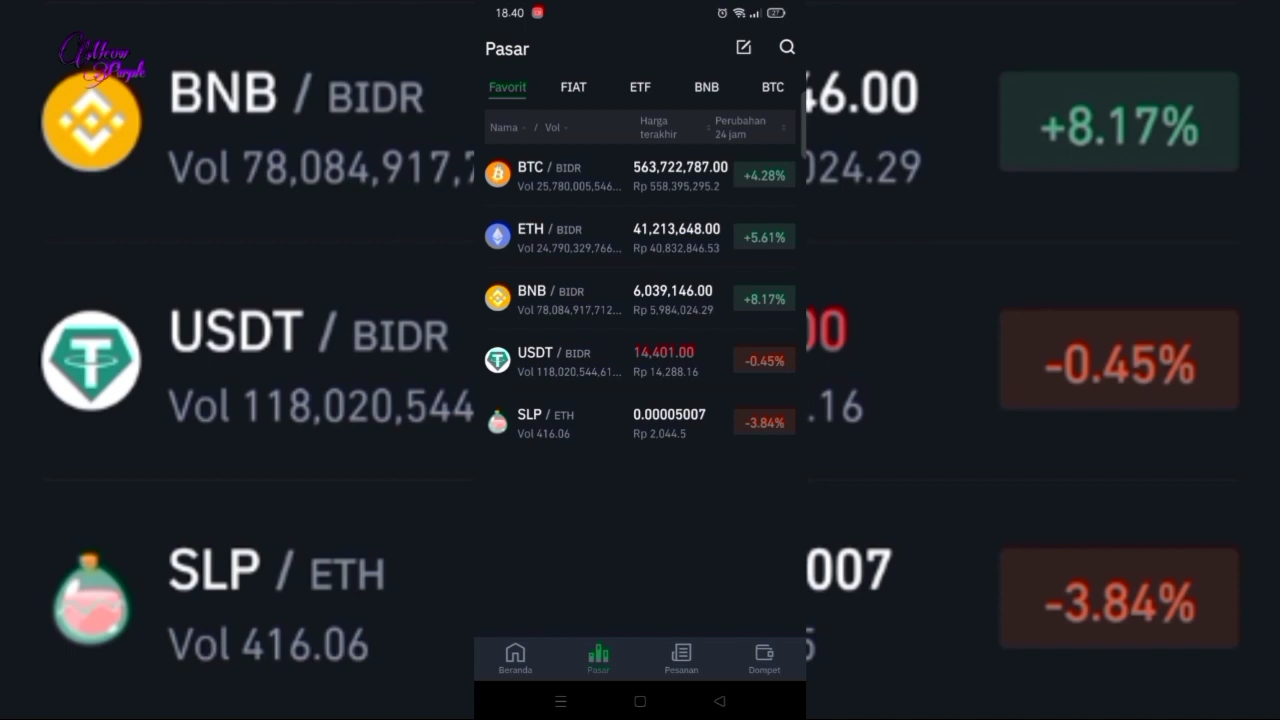 Meow
Purple
BNB / BIDR
Vol 78,084,917,7
46.00
024.29
+8.17%
USDT / BIDR
Vol 118,020,544
00
.16
-0.45%
SLP / ETH
Vol 416.06
007
5
-3.84%
18.40
27
Pasar
Favorit FIAT ETF BNB BTC
Nama / Vol Harga terakhir Perubahan 24 jam
BTC / BIDR 563,722,787.00 +4.28%
Vol 25,780,005,546... Rp 558,395,295.2
ETH / BIDR 41,213,648.00 +5.61%
Vol 24,790,329,766... Rp 40,832,846.53
BNB / BIDR 6,039,146.00 +8.17%
Vol 78,084,917,712... Rp 5,984,024.29
USDT / BIDR 14,401.00 -0.45%
Vol 118,020,544,61... Rp 14,288.16
SLP / ETH 0.00005007 -3.84%
Vol 416.06 Rp 2,044.5
Beranda Pasar Pesanan Dompet